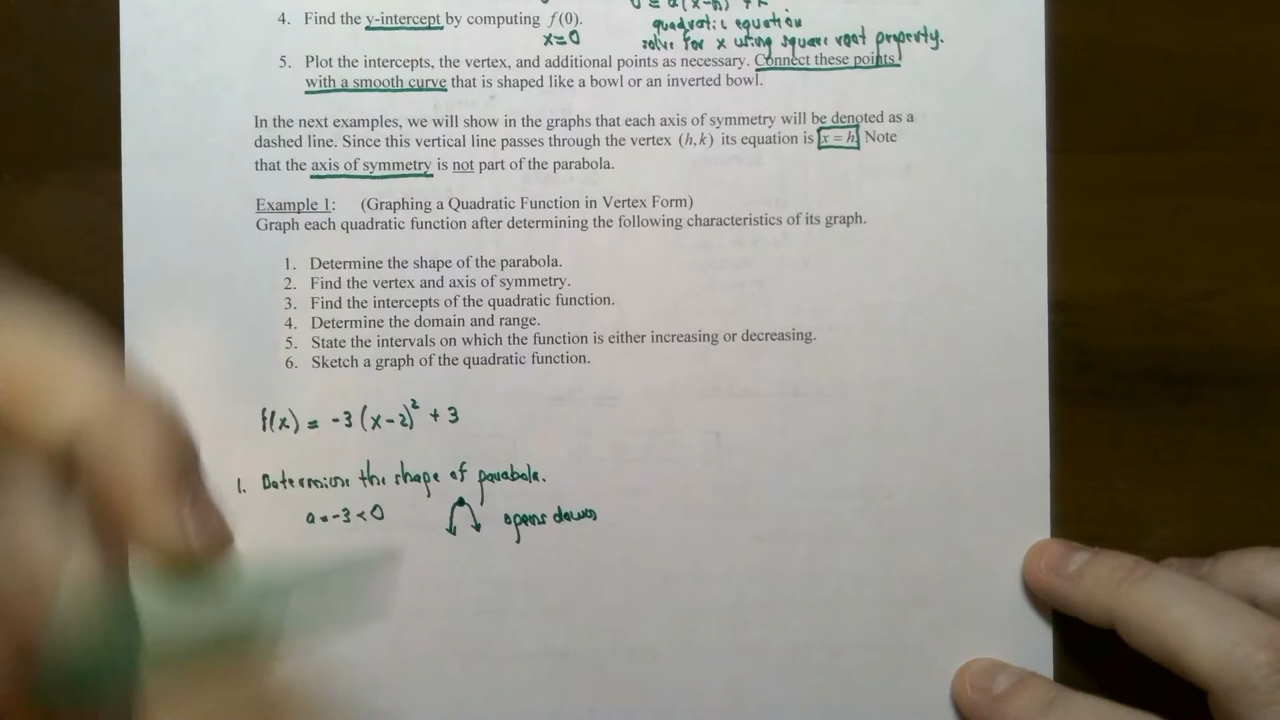 4. Find the y-intercept by computing f(0).
x=0
quadratic equation
solve for x using square root property.
5. Plot the intercepts, the vertex, and additional points as necessary. Connect these points
with a smooth curve that is shaped like a bowl or an inverted bowl.
In the next examples, we will show in the graphs that each axis of symmetry will be denoted as a
dashed line. Since this vertical line passes through the vertex (h,k) its equation is x = h. Note
that the axis of symmetry is not part of the parabola.
Example 1: (Graphing a Quadratic Function in Vertex Form)
Graph each quadratic function after determining the following characteristics of its graph.
1. Determine the shape of the parabola.
2. Find the vertex and axis of symmetry.
3. Find the intercepts of the quadratic function.
4. Determine the domain and range.
5. State the intervals on which the function is either increasing or decreasing.
6. Sketch a graph of the quadratic function.
f(x) = -3(x-2)² + 3
1. Determine the shape of parabola.
a=-3<0 opens down